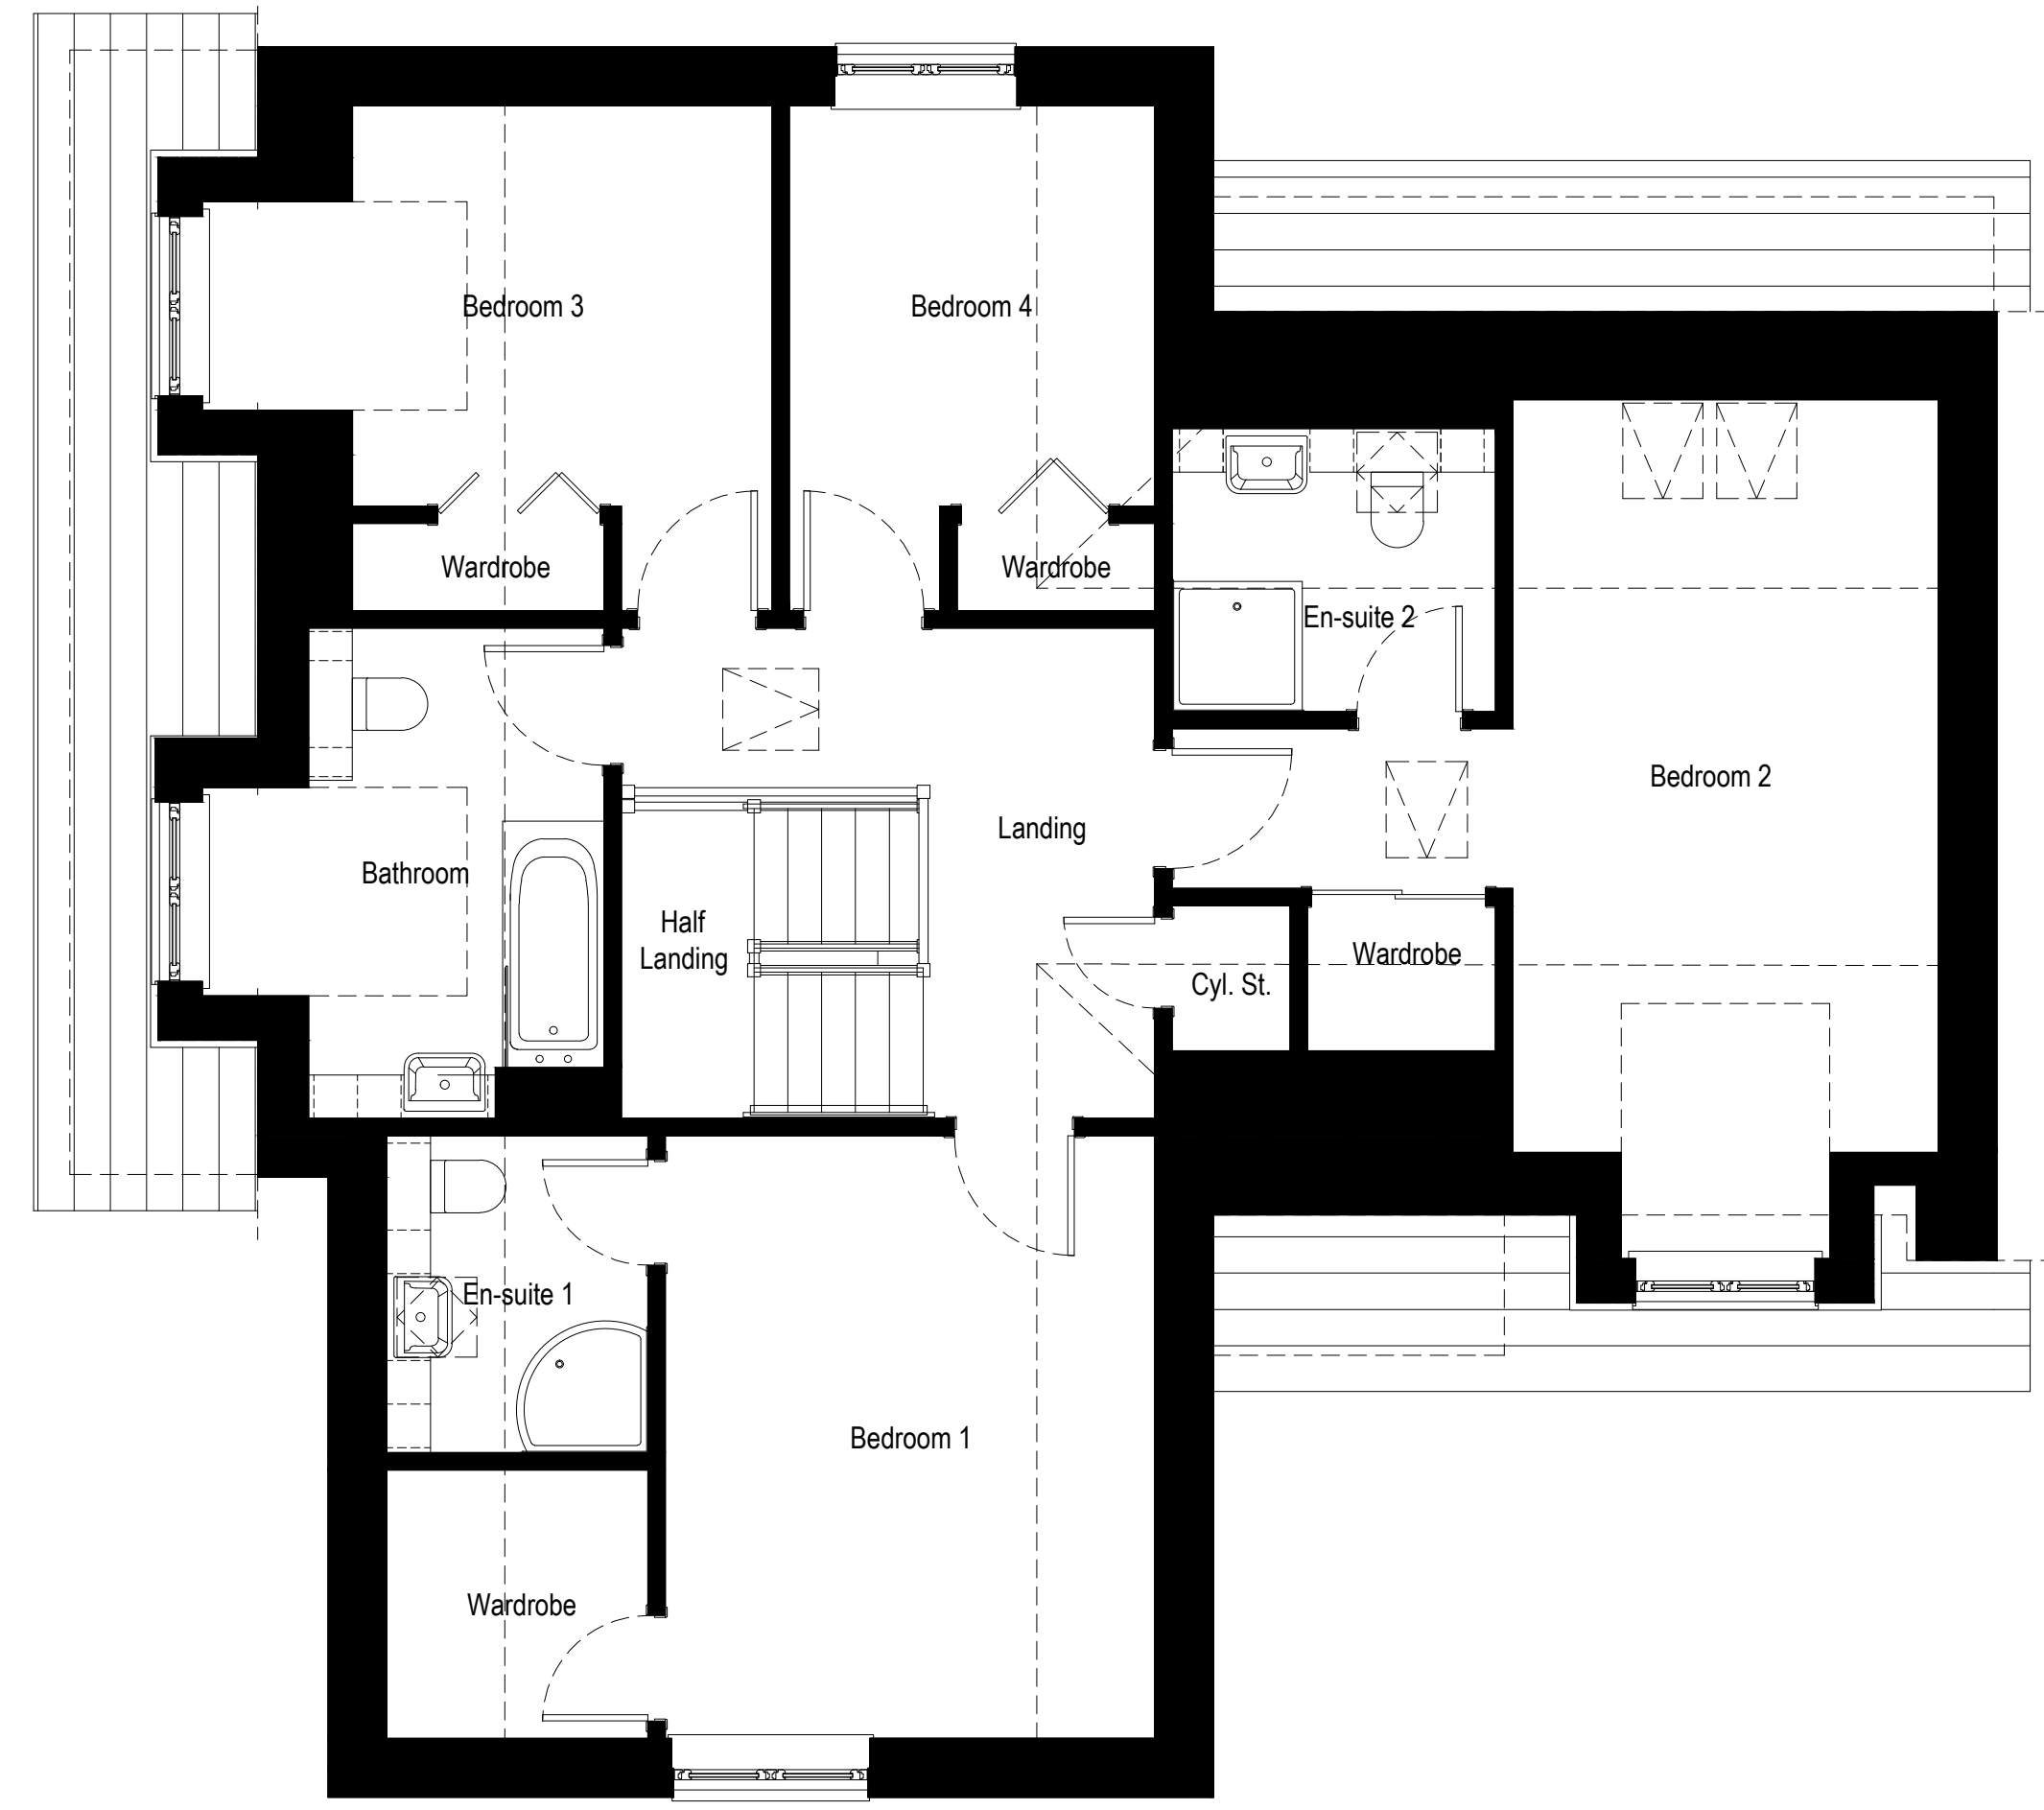 Bedroom 3
Bedroom 4
Wardrobe
Wardrobe
En-suite 2
Bedroom 2
Landing
Bathroom
Half
Landing
Wardrobe
Cyl. St.
En-suite 1
Bedroom 1
Wardrobe